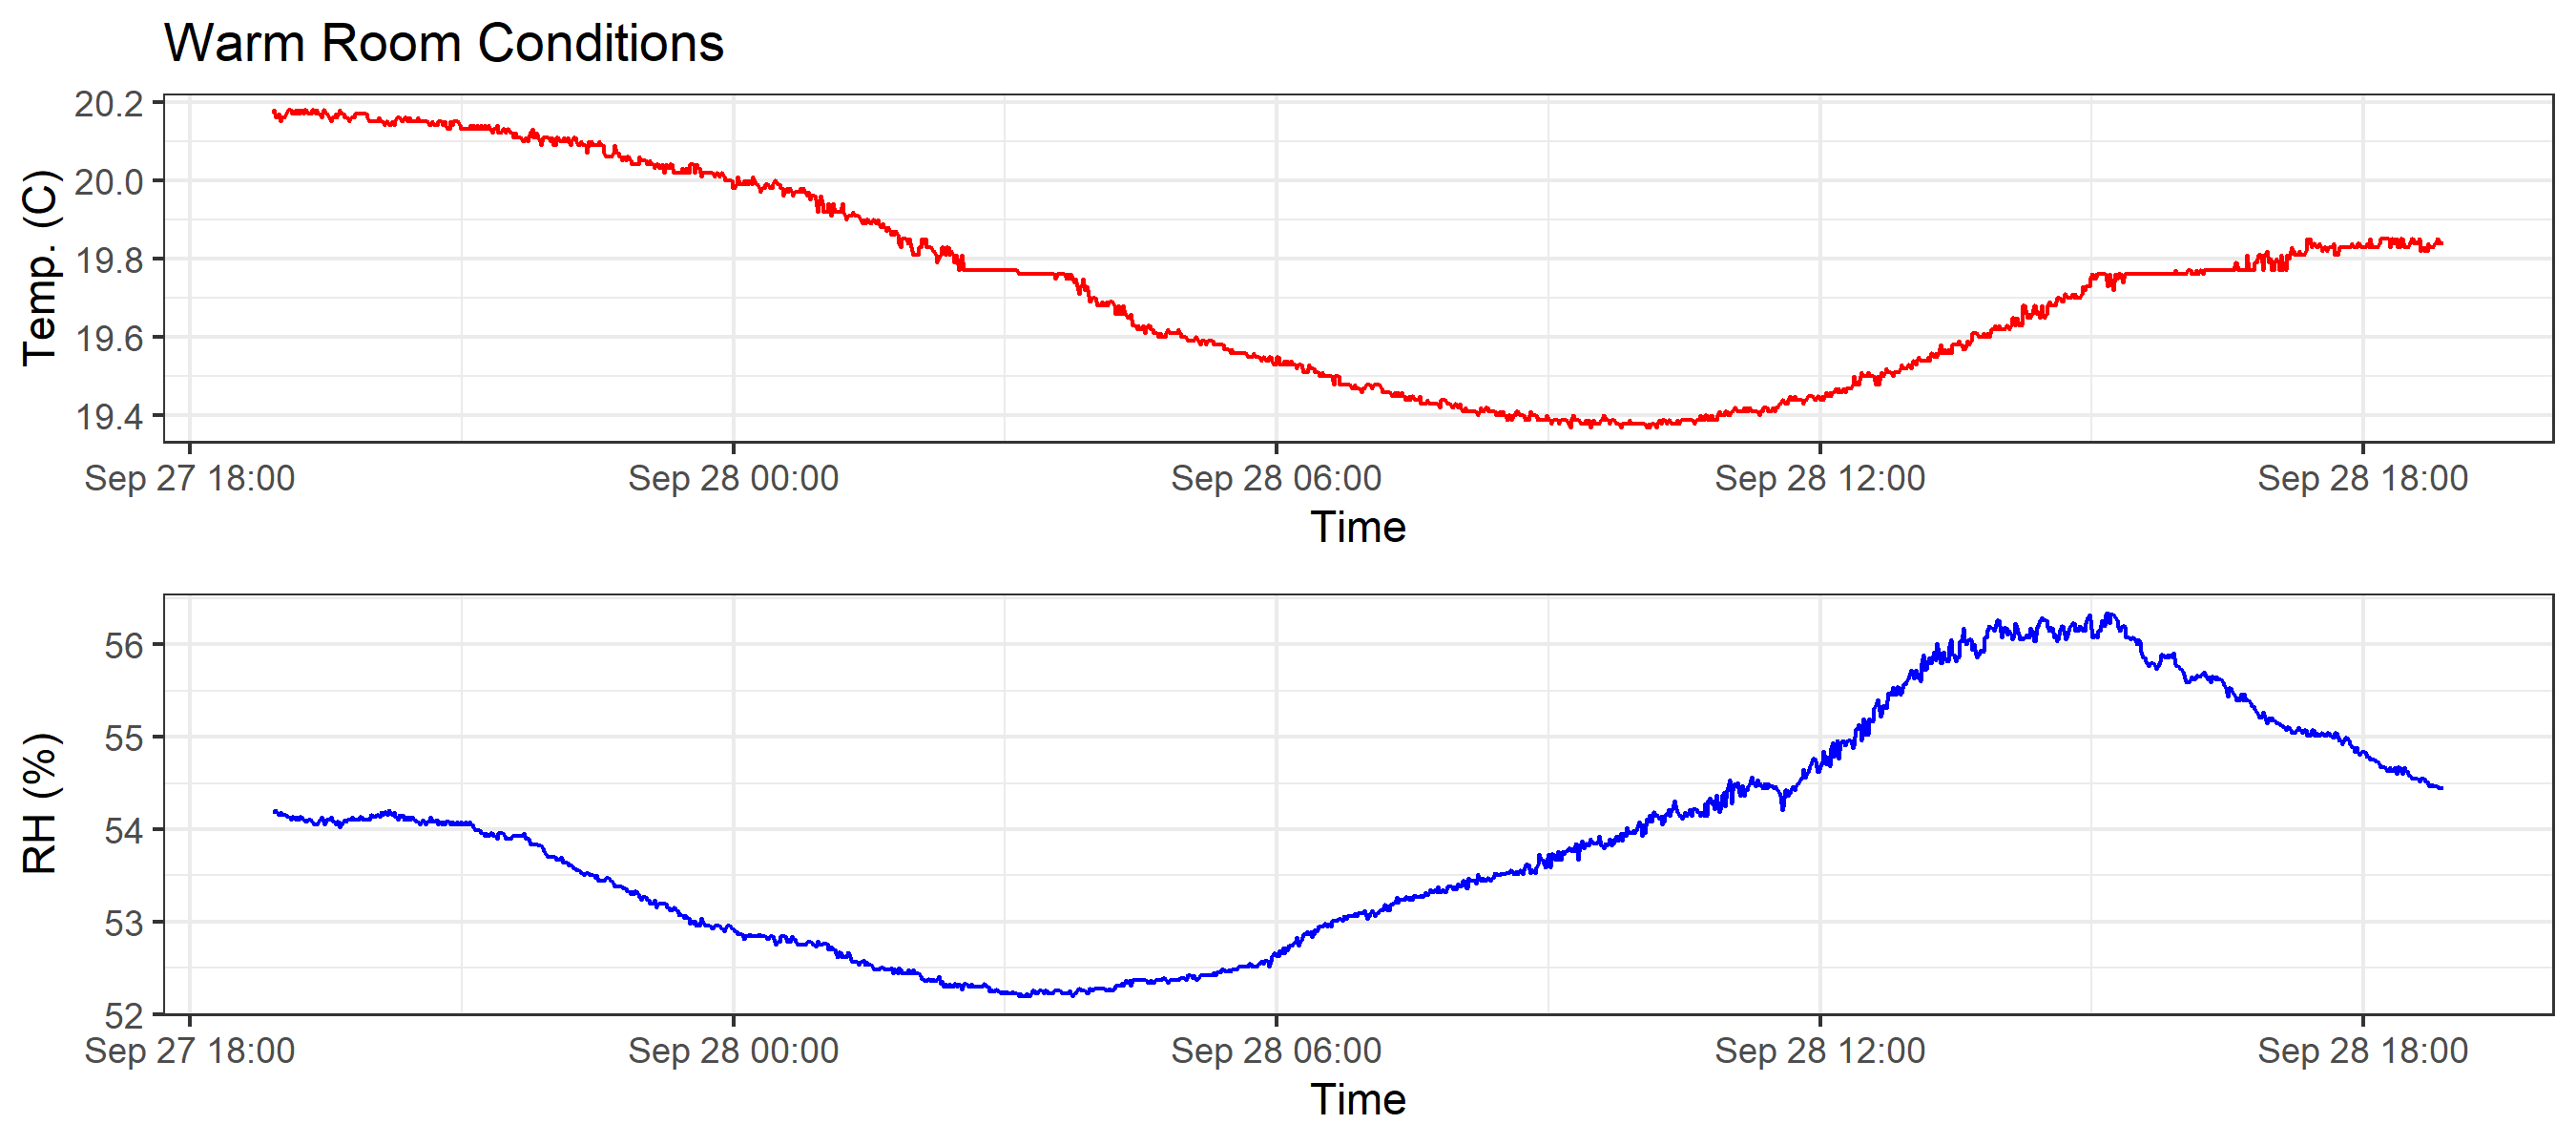 Warm Room Conditions
Temp. (C)
20.2
20.0
19.8
19.6
19.4
Sep 27 18:00 Sep 28 00:00 Sep 28 06:00 Sep 28 12:00 Sep 28 18:00
Time
RH (%)
56
55
54
53
52
Sep 27 18:00 Sep 28 00:00 Sep 28 06:00 Sep 28 12:00 Sep 28 18:00
Time